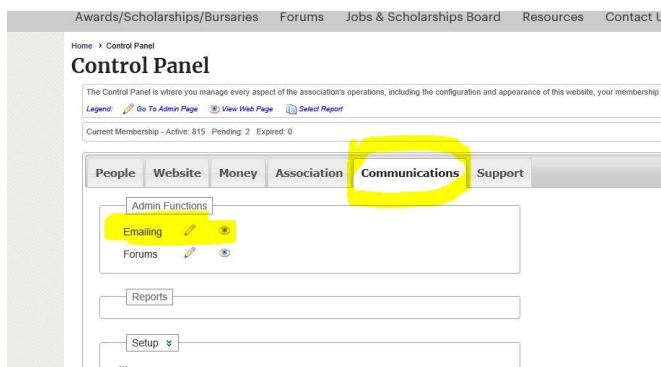 Awards/Scholarships/Bursaries Forums Jobs & Scholarships Board Resources Contact
Home > Control Panel
Control Panel
The Control Panel is where you manage every aspect of the association's operations, including the configuration and appearance of this website, your membership
Legend: Go To Admin Page View Web Page Select Report
Current Membership - Active: 815 Pending: 2 Expired: 0
People Website Money Association Communications Support
Admin Functions
Emailing
Forums
Reports
Setup